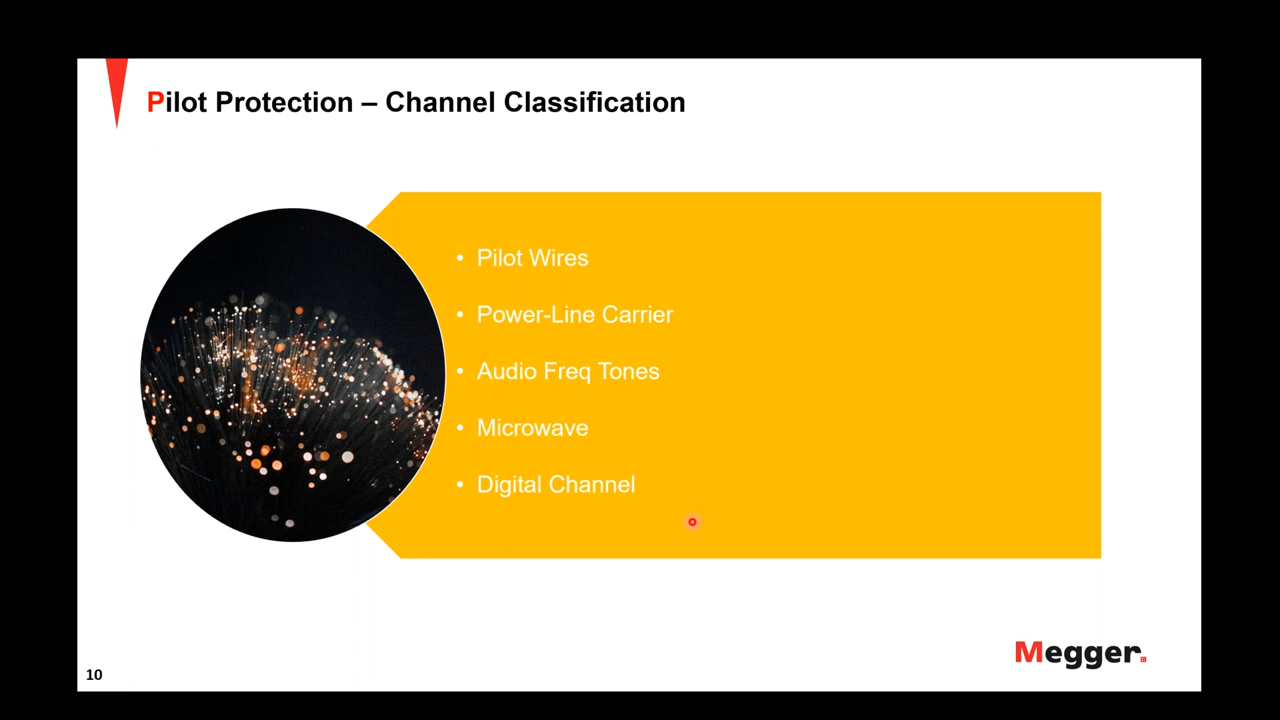 Pilot Protection – Channel Classification
• Pilot Wires
• Power-Line Carrier
• Audio Freq Tones
• Microwave
• Digital Channel
Megger.
10